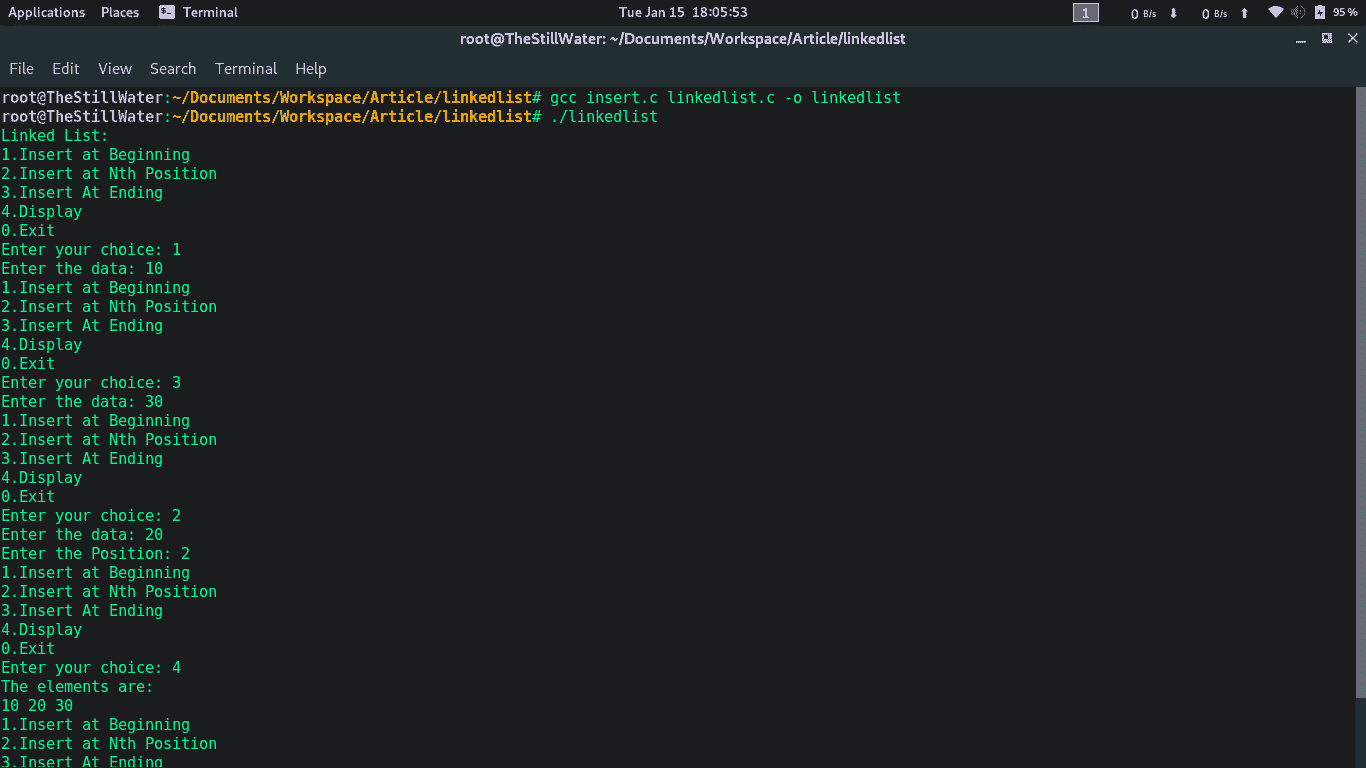 Applications Places Terminal Tue Jan 15 18:05:53 1 0 B/s 0 B/s 95%
root@TheStillWater: ~/Documents/Workspace/Article/linkedlist
File Edit View Search Terminal Help
root@TheStillWater:~/Documents/Workspace/Article/linkedlist# gcc insert.c linkedlist.c -o linkedlist
root@TheStillWater:~/Documents/Workspace/Article/linkedlist# ./linkedlist
Linked List:
1.Insert at Beginning
2.Insert at Nth Position
3.Insert At Ending
4.Display
0.Exit
Enter your choice: 1
Enter the data: 10
1.Insert at Beginning
2.Insert at Nth Position
3.Insert At Ending
4.Display
0.Exit
Enter your choice: 3
Enter the data: 30
1.Insert at Beginning
2.Insert at Nth Position
3.Insert At Ending
4.Display
0.Exit
Enter your choice: 2
Enter the data: 20
Enter the Position: 2
1.Insert at Beginning
2.Insert at Nth Position
3.Insert At Ending
4.Display
0.Exit
Enter your choice: 4
The elements are:
10 20 30
1.Insert at Beginning
2.Insert at Nth Position
3.Insert At Ending